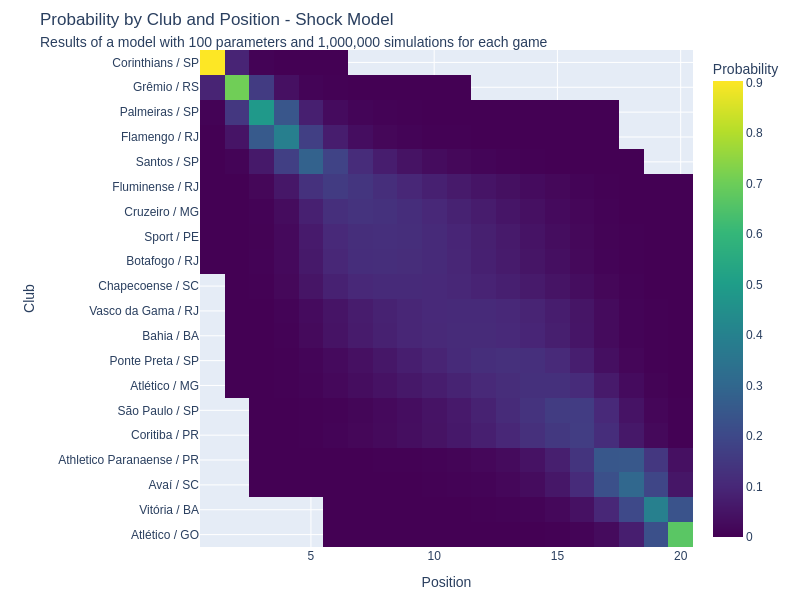 Probability by Club and Position - Shock Model
Results of a model with 100 parameters and 1,000,000 simulations for each game
Probability
Corinthians / SP
Grêmio / RS
Palmeiras / SP
Flamengo / RJ
Santos / SP
Fluminense / RJ
Cruzeiro / MG
Sport / PE
Botafogo / RJ
Chapecoense / SC
Vasco da Gama / RJ
Bahia / BA
Ponte Preta / SP
Atlético / MG
São Paulo / SP
Coritiba / PR
Athletico Paranaense / PR
Avaí / SC
Vitória / BA
Atlético / GO
Club
5
10
15
20
Position
0.9
0.8
0.7
0.6
0.5
0.4
0.3
0.2
0.1
0